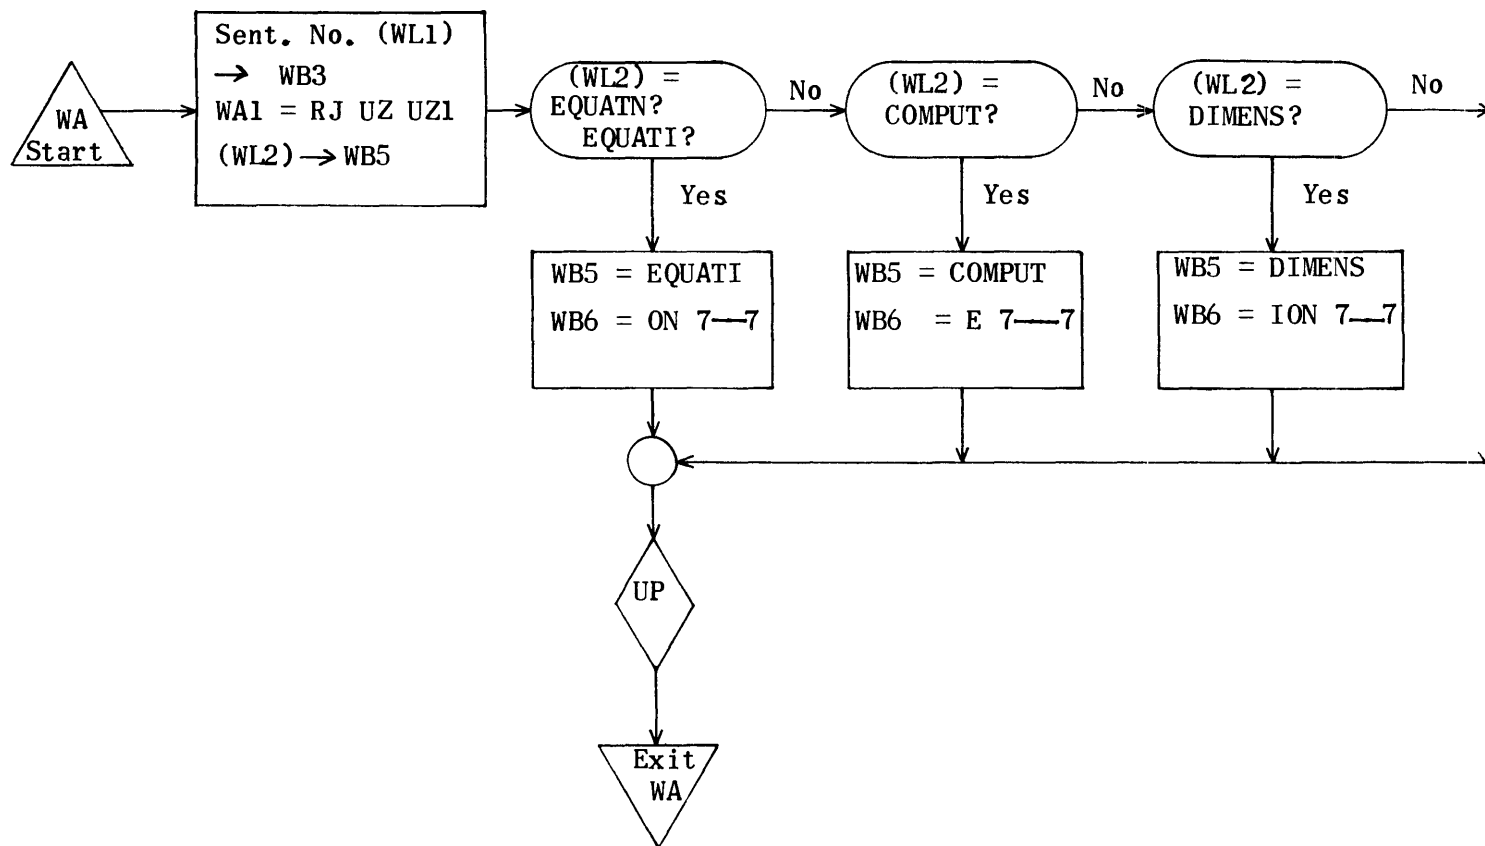 WA
Start
Sent. No. (WL1)
→ WB3
WA1 = RJ UZ UZ1
(WL2) → WB5
(WL2) =
EQUATN?
EQUATI?
No
(WL2) =
COMPUT?
No
(WL2) =
DIMENS?
No
Yes
Yes
Yes
WB5 = EQUATI
WB6 = ON 7—7
WB5 = COMPUT
WB6 = E 7—7
WB5 = DIMENS
WB6 = ION 7—7
UP
Exit
WA